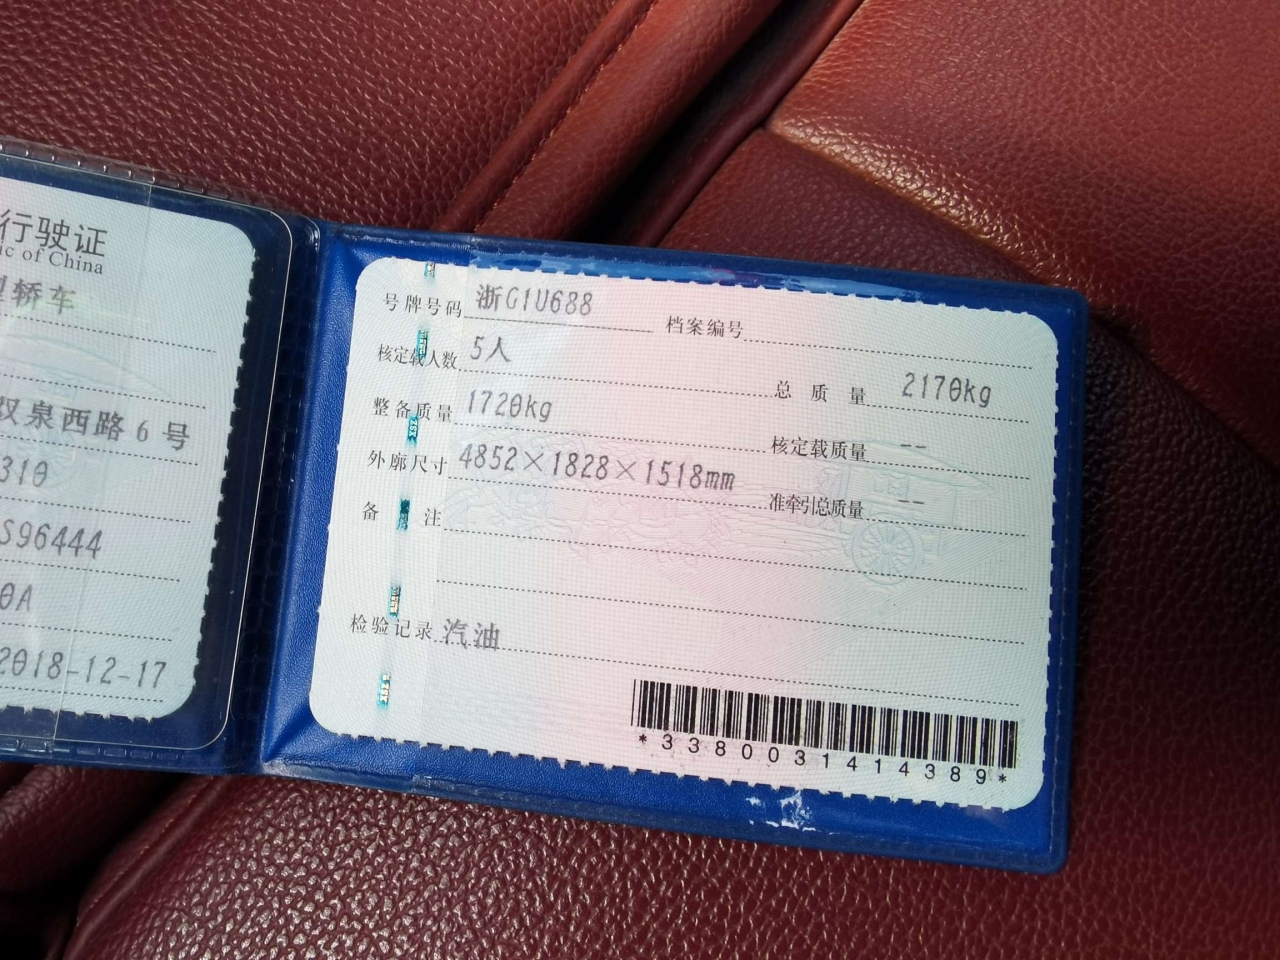 行驶证
ic of China
型轿车
双泉西路6号
310
S96444
0A
2018-12-17
号牌号码 浙G1U688 档案编号
核定载人数 5人 总质量 2170kg
整备质量 1720kg 核定载质量 --
外廓尺寸 4852×1828×1518mm 准牵引总质量 --
备注
检验记录 汽油
*3380031414389*